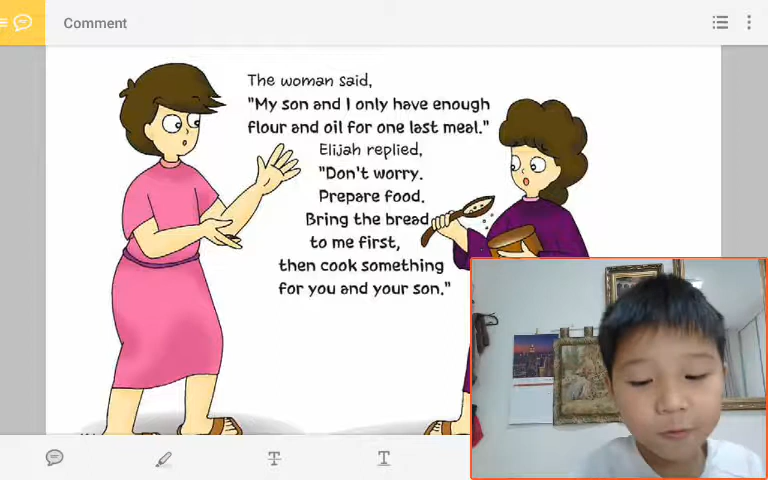 Comment
The woman said,
"My son and I only have enough
flour and oil for one last meal."
Elijah replied,
"Don't worry.
Prepare food.
Bring the bread
to me first,
then cook something
for you and your son."
T
T